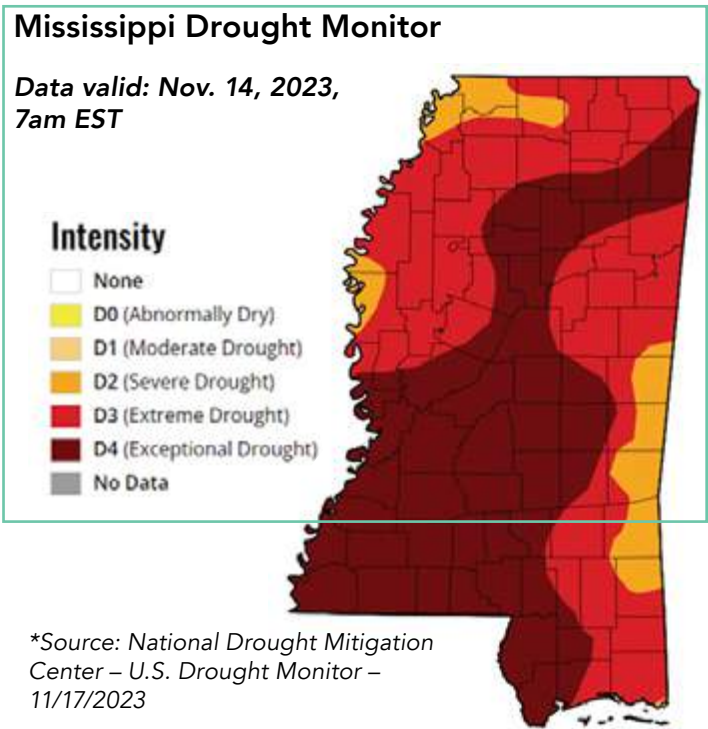 Mississippi Drought Monitor
Data valid: Nov. 14, 2023,
7am EST
Intensity
None
D0 (Abnormally Dry)
D1 (Moderate Drought)
D2 (Severe Drought)
D3 (Extreme Drought)
D4 (Exceptional Drought)
No Data
*Source: National Drought Mitigation
Center – U.S. Drought Monitor –
11/17/2023